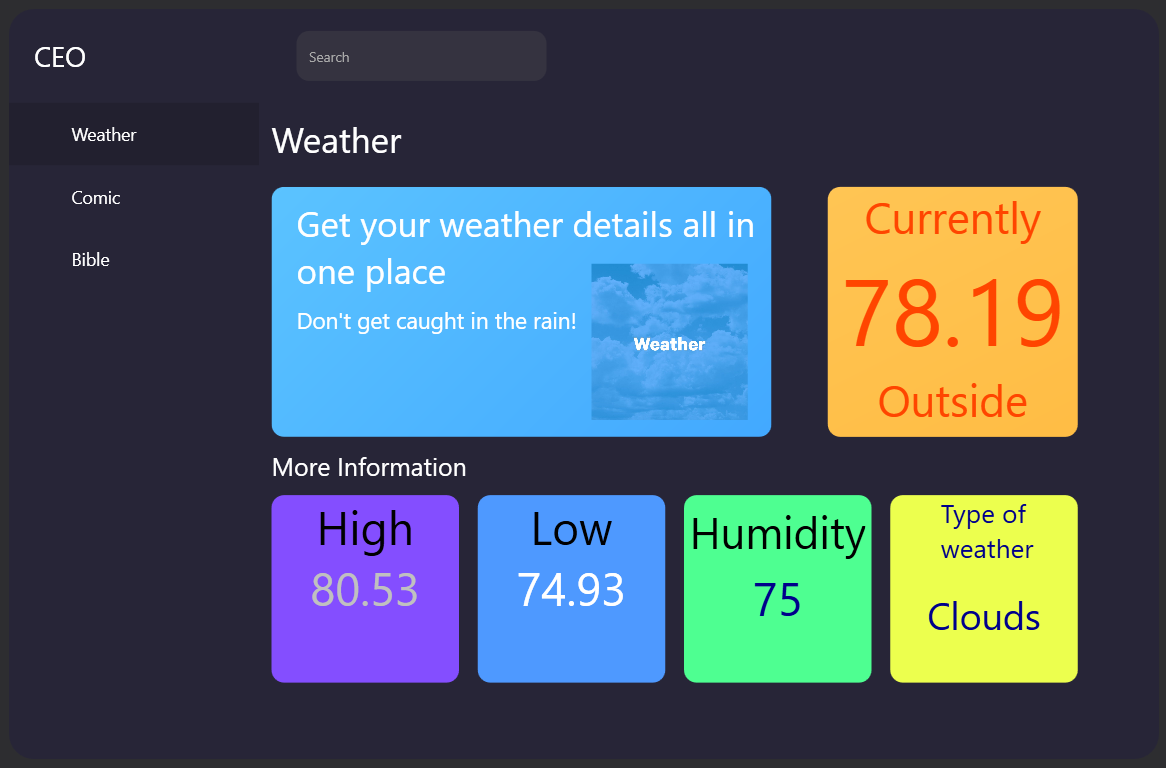 CEO
Search
Weather
Comic
Bible
Weather
Get your weather details all in
one place
Don't get caught in the rain!
Weather
Currently
78.19
Outside
More Information
High
80.53
Low
74.93
Humidity
75
Type of
weather
Clouds